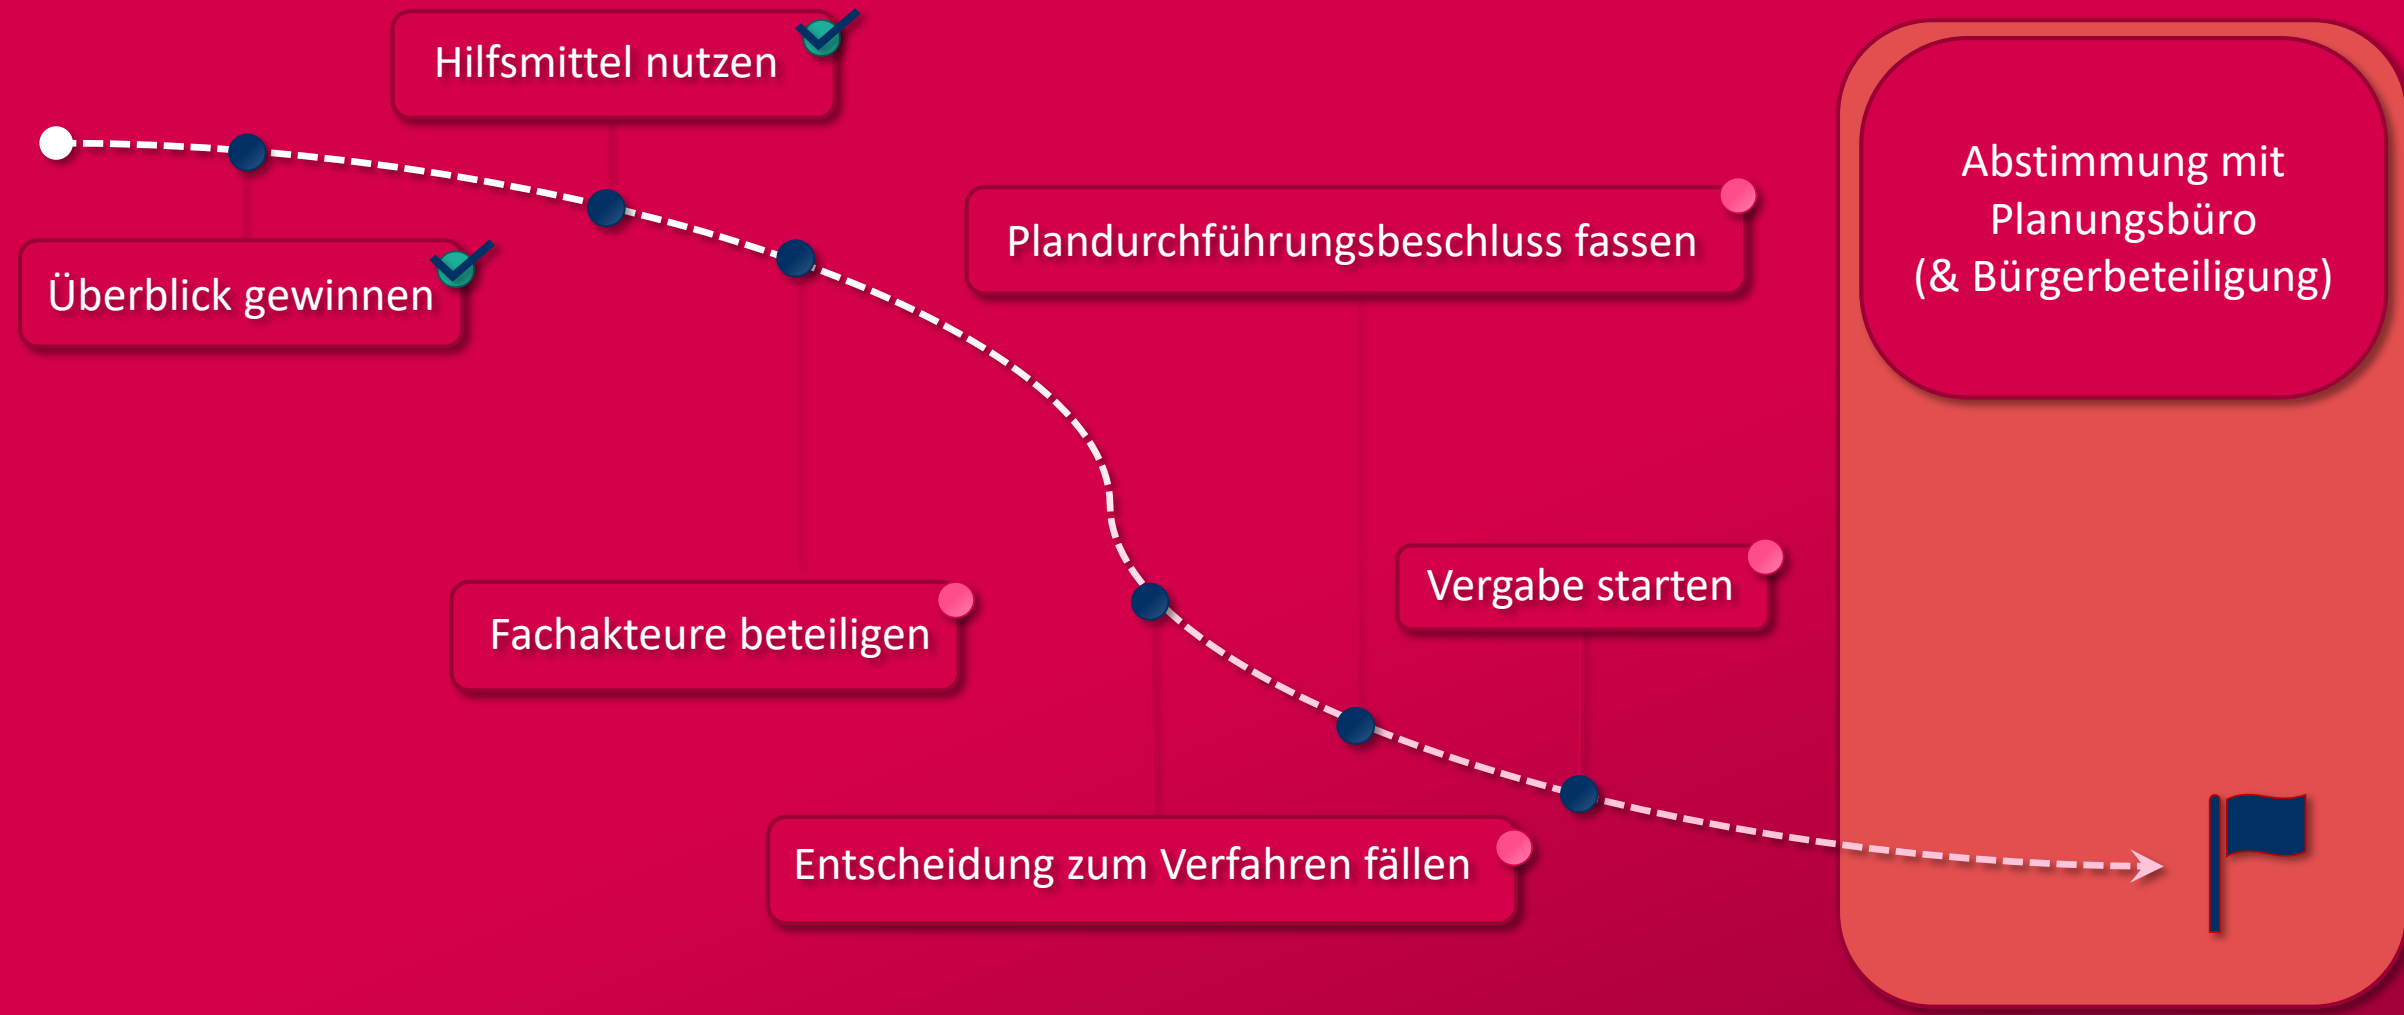 Hilfsmittel nutzen
Überblick gewinnen
Fachakteure beteiligen
Entscheidung zum Verfahren fällen
Plandurchführungsbeschluss fassen
Vergabe starten
Abstimmung mit
Planungsbüro
(& Bürgerbeteiligung)